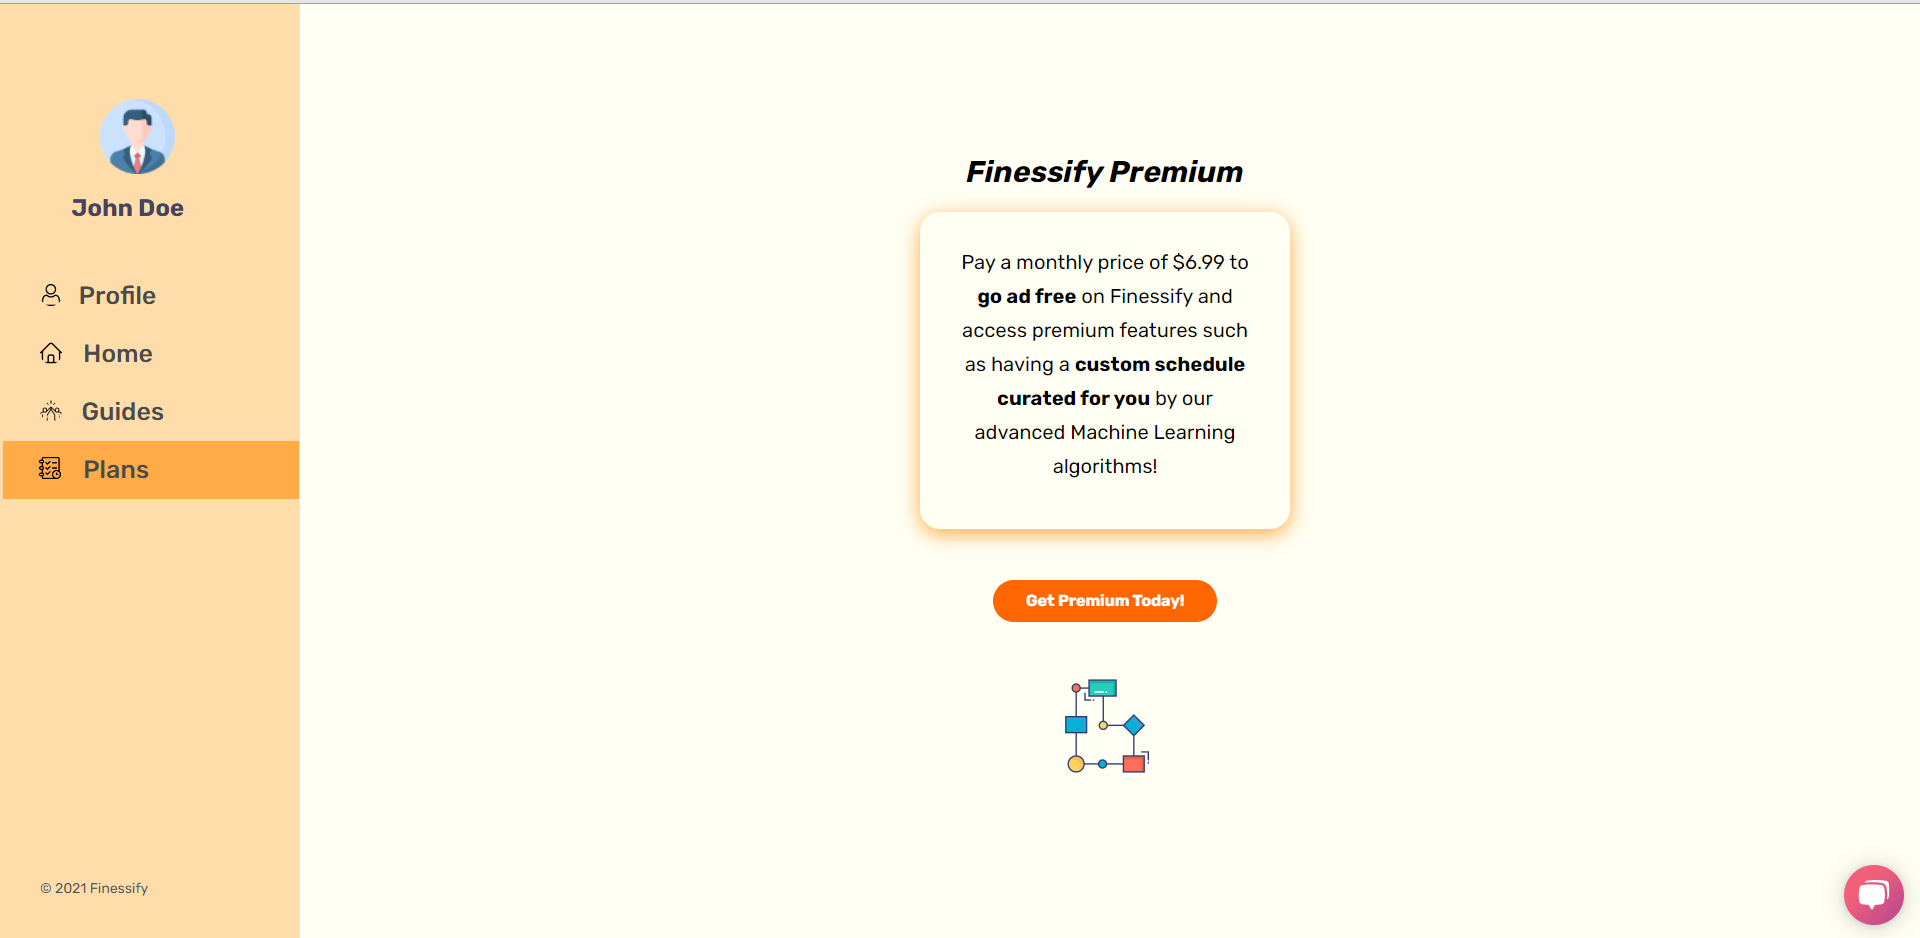 John Doe
Profile
Home
Guides
Plans
© 2021 Finessify
Finessify Premium
Pay a monthly price of $6.99 to
go ad free on Finessify and
access premium features such
as having a custom schedule
curated for you by our
advanced Machine Learning
algorithms!
Get Premium Today!